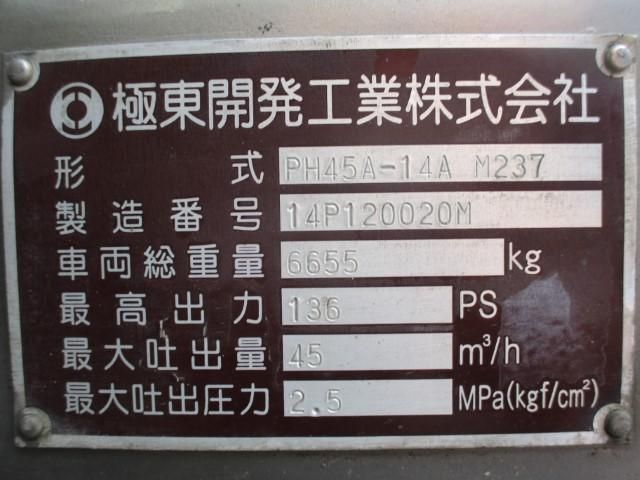 極東開発工業株式会社
形式 PH45A-14A M237
製造番号 14P120020M
車両総重量 6655 kg
最高出力 136 PS
最大吐出量 45 m³/h
最大吐出圧力 2.5 MPa(kgf/cm²)